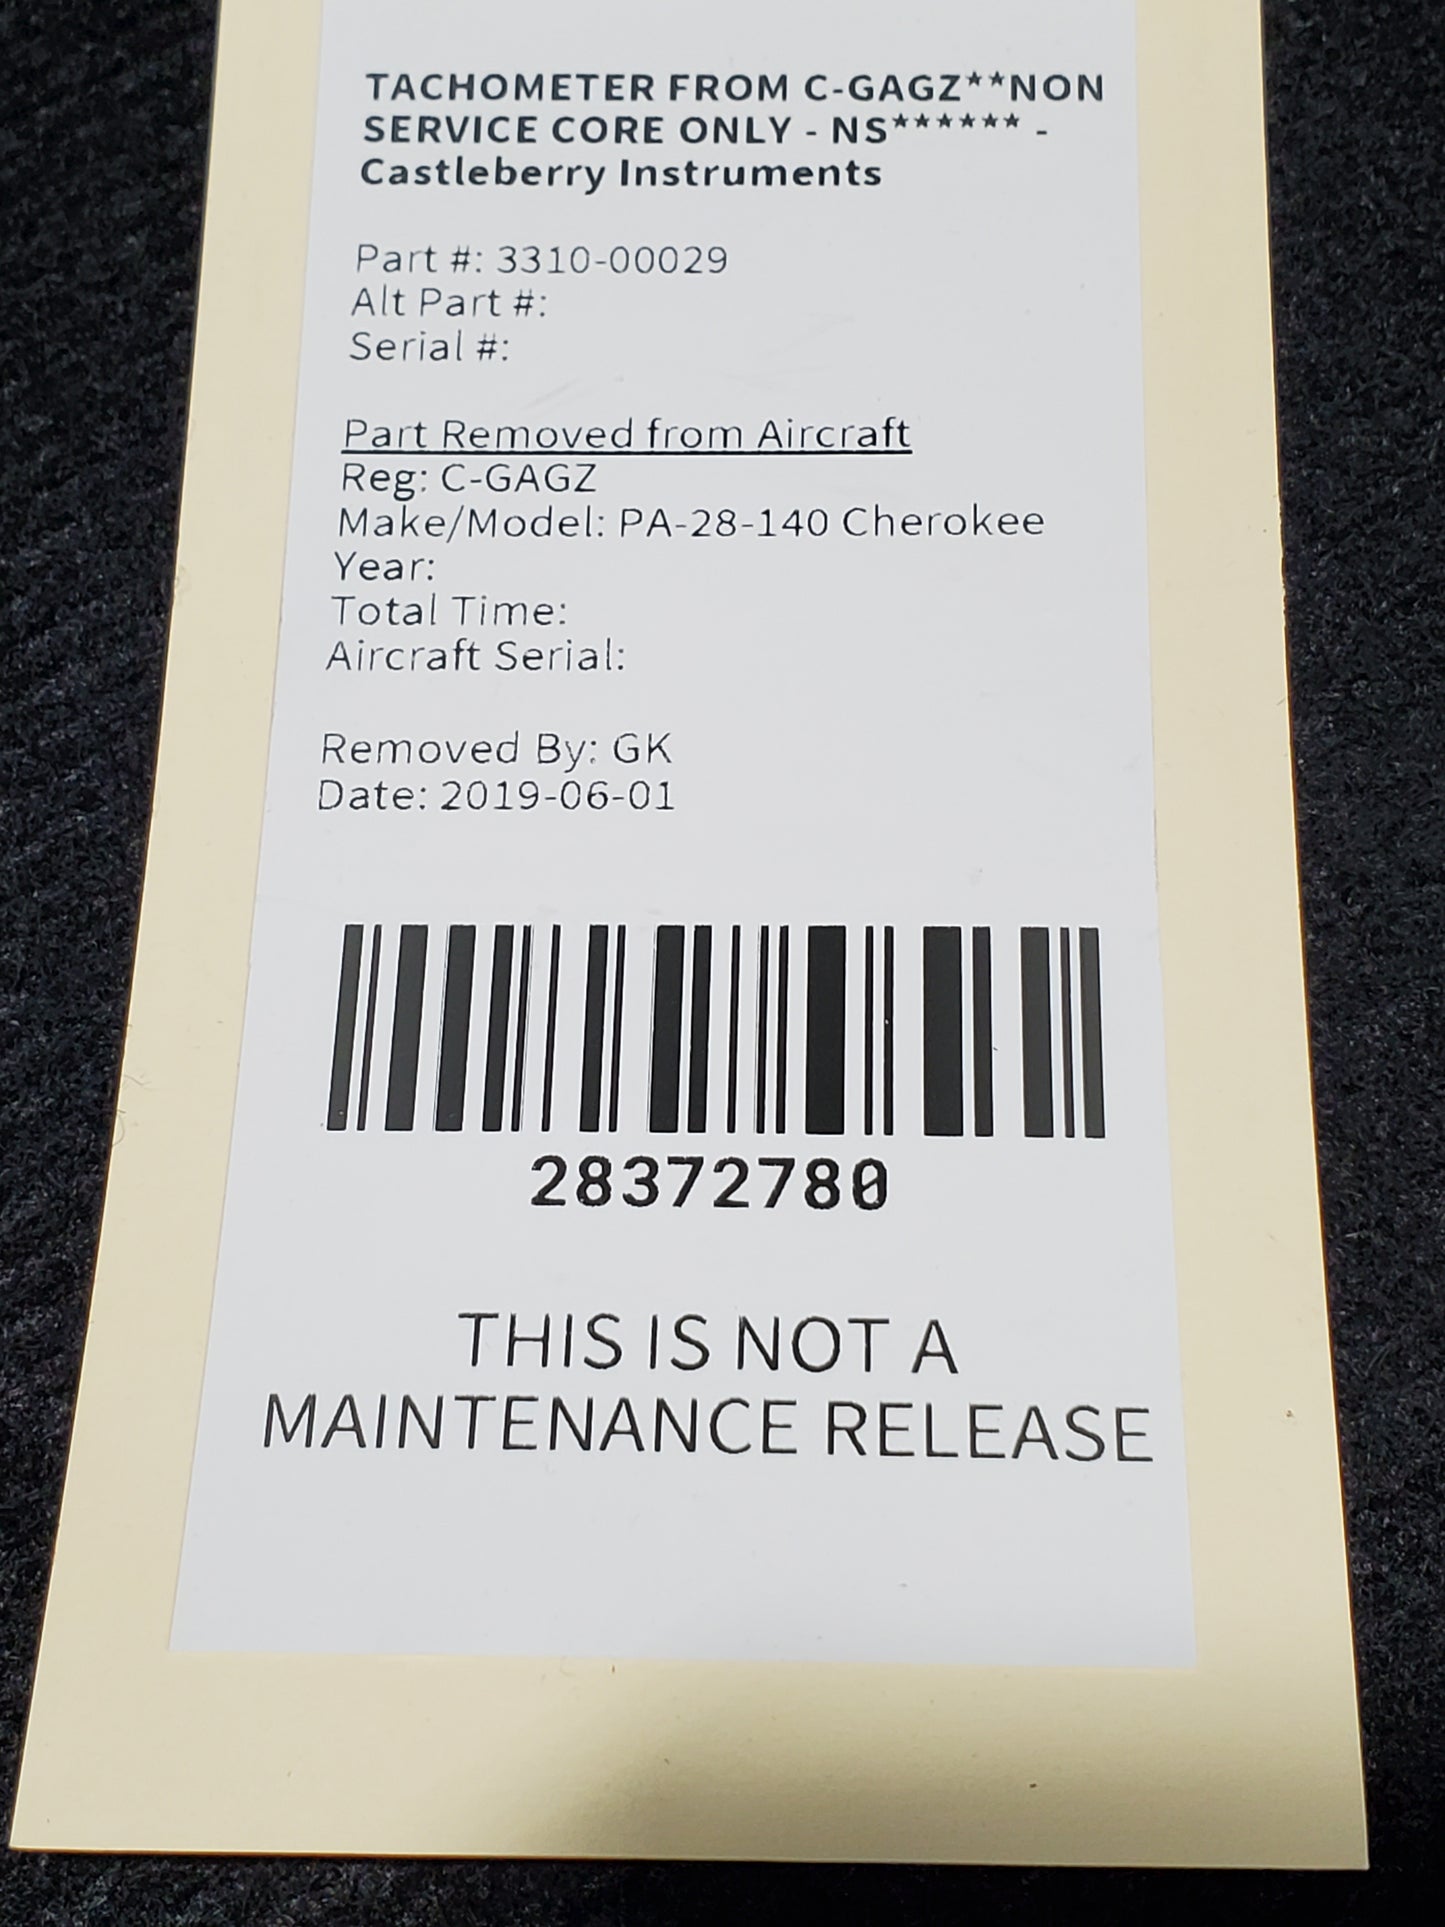 TACHOMETER FROM C-GAGZ**NON
SERVICE CORE ONLY - NS****** -
Castleberry Instruments
Part #: 3310-00029
Alt Part #:
Serial #:
Part Removed from Aircraft
Reg: C-GAGZ
Make/Model: PA-28-140 Cherokee
Year:
Total Time:
Aircraft Serial:
Removed By: GK
Date: 2019-06-01
28372780
THIS IS NOT A
MAINTENANCE RELEASE